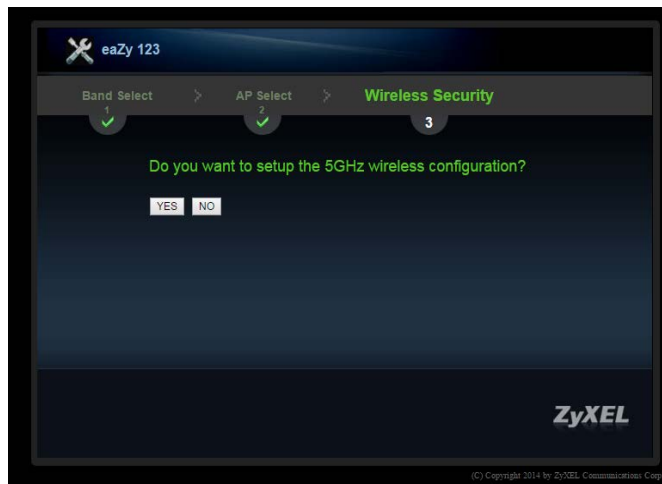 eaZy 123
Band Select > AP Select > Wireless Security
1 2 3
Do you want to setup the 5GHz wireless configuration?
YES NO
ZyXEL
(C) Copyright 2014 by ZyXEL Communications Corp